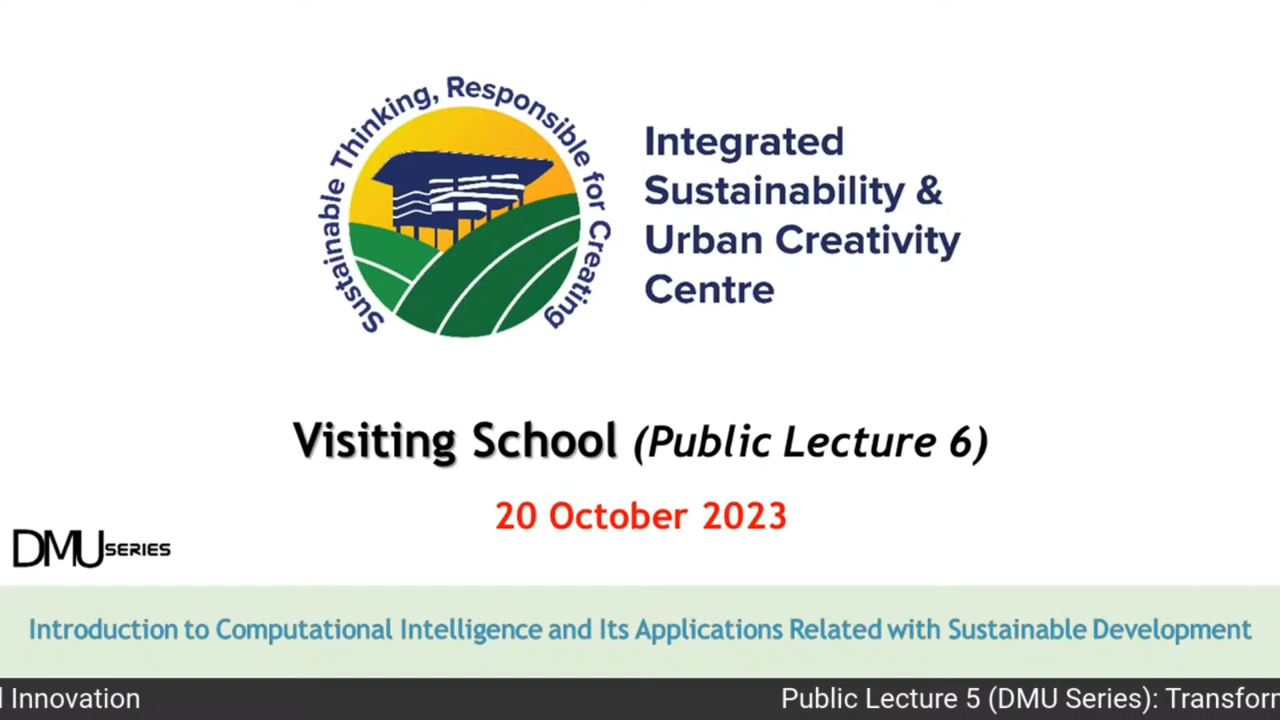 Sustainable Thinking, Responsible for Creating
Integrated
Sustainability &
Urban Creativity
Centre
Visiting School (Public Lecture 6)
20 October 2023
DMU SERIES
Introduction to Computational Intelligence and Its Applications Related with Sustainable Development
Innovation
Public Lecture 5 (DMU Series):